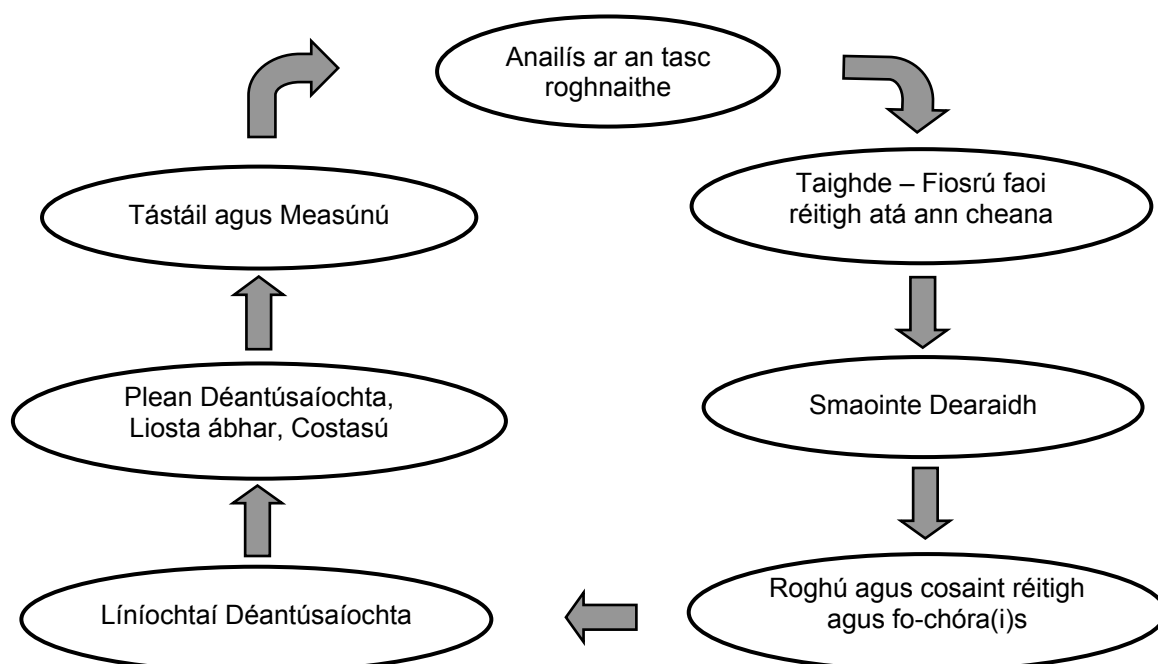 Anailís ar an tasc
roghnaithe
Taighde – Fiosrú faoi
réitigh atá ann cheana
Smaointe Dearaidh
Roghú agus cosaint réitigh
agus fo-chóra(i)s
Líníochtaí Déantúsaíochta
Plean Déantúsaíochta,
Liosta ábhar, Costasú
Tástáil agus Measúnú